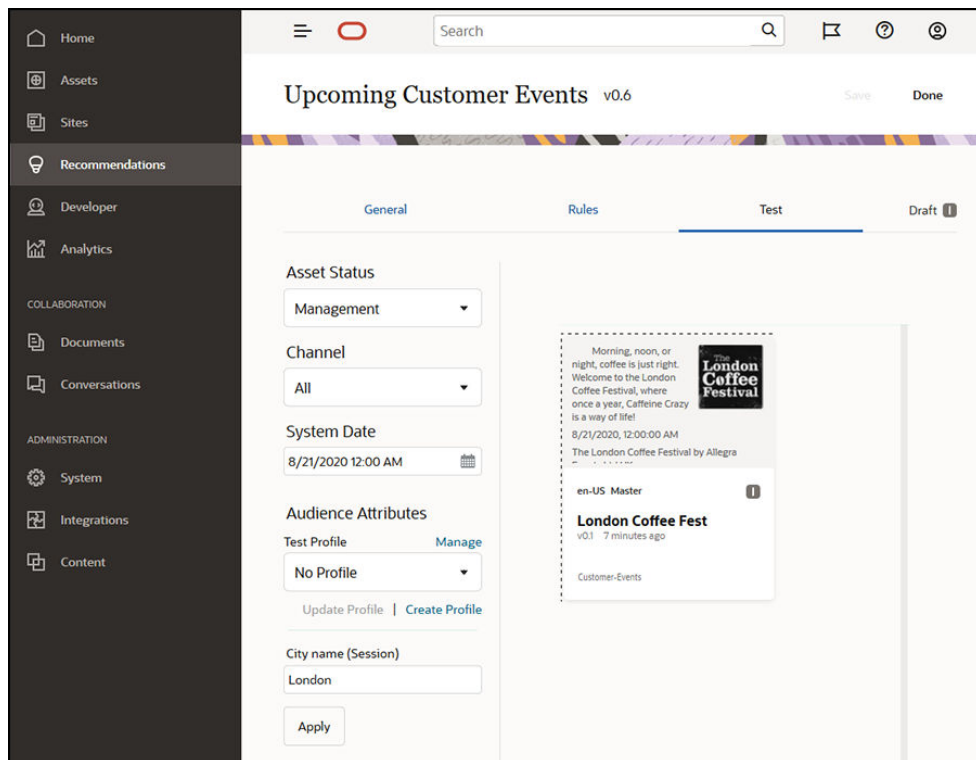 Home
Assets
Sites
Recommendations
Developer
Analytics
COLLABORATION
Documents
Conversations
ADMINISTRATION
System
Integrations
Content
Search
Upcoming Customer Events v0.6
Save
Done
General
Rules
Test
Draft
Asset Status
Management
Channel
All
System Date
8/21/2020 12:00 AM
Audience Attributes
Test Profile
Manage
No Profile
Update Profile | Create Profile
City name (Session)
London
Apply
Morning, noon, or
night, coffee is just right.
Welcome to the London
Coffee Festival, where
once a year, Caffeine Crazy
is a way of life!
8/21/2020, 12:00:00 AM
The London Coffee Festival by Allegra
The
London
Coffee
Festival
en-US Master
London Coffee Fest
v0.1 7 minutes ago
Customer-Events